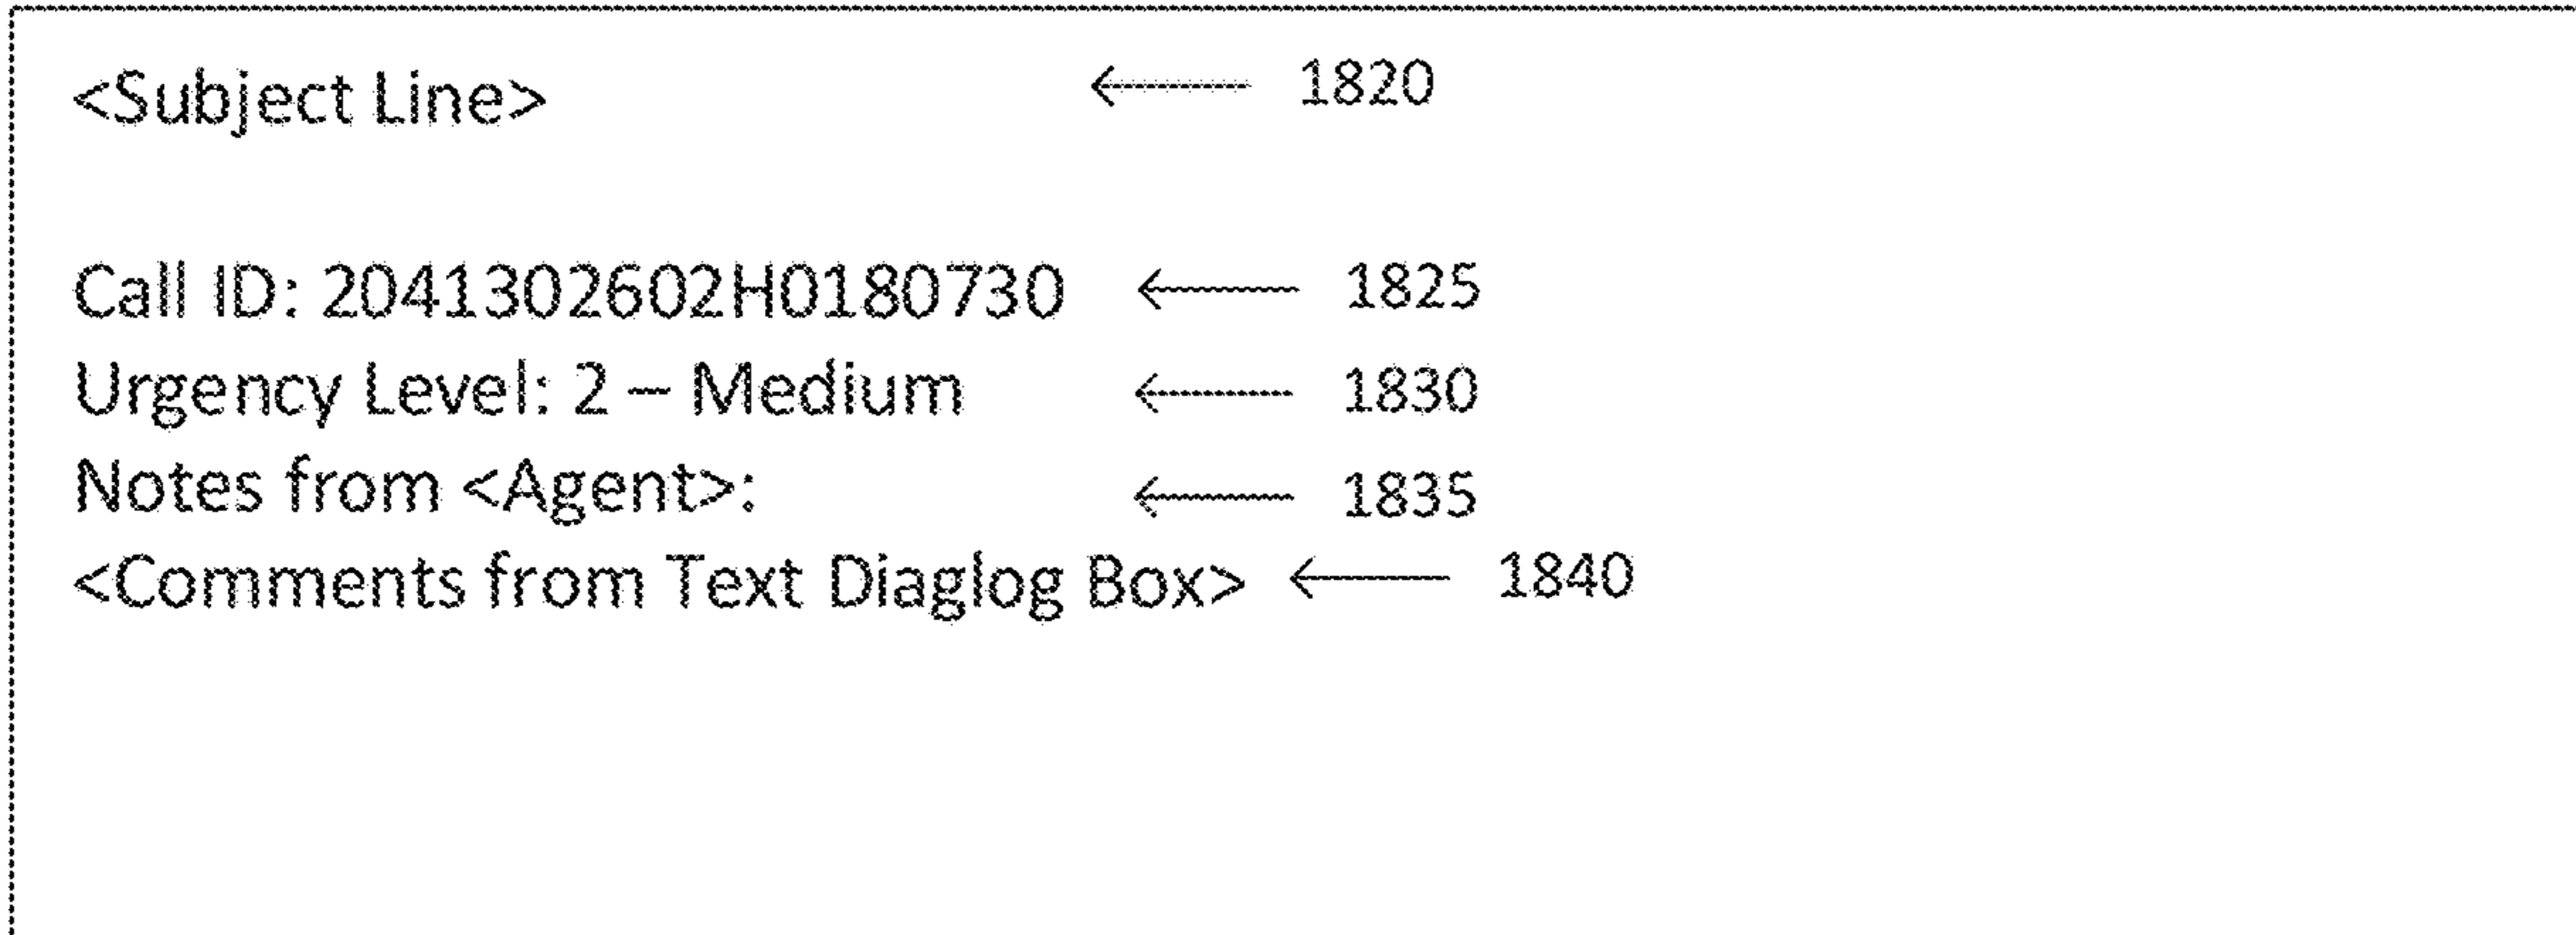 <Subject Line> ← 1820
Call ID: 2041302602H0180730 ← 1825
Urgency Level: 2 – Medium ← 1830
Notes from <Agent>: ← 1835
<Comments from Text Diaglog Box> ← 1840